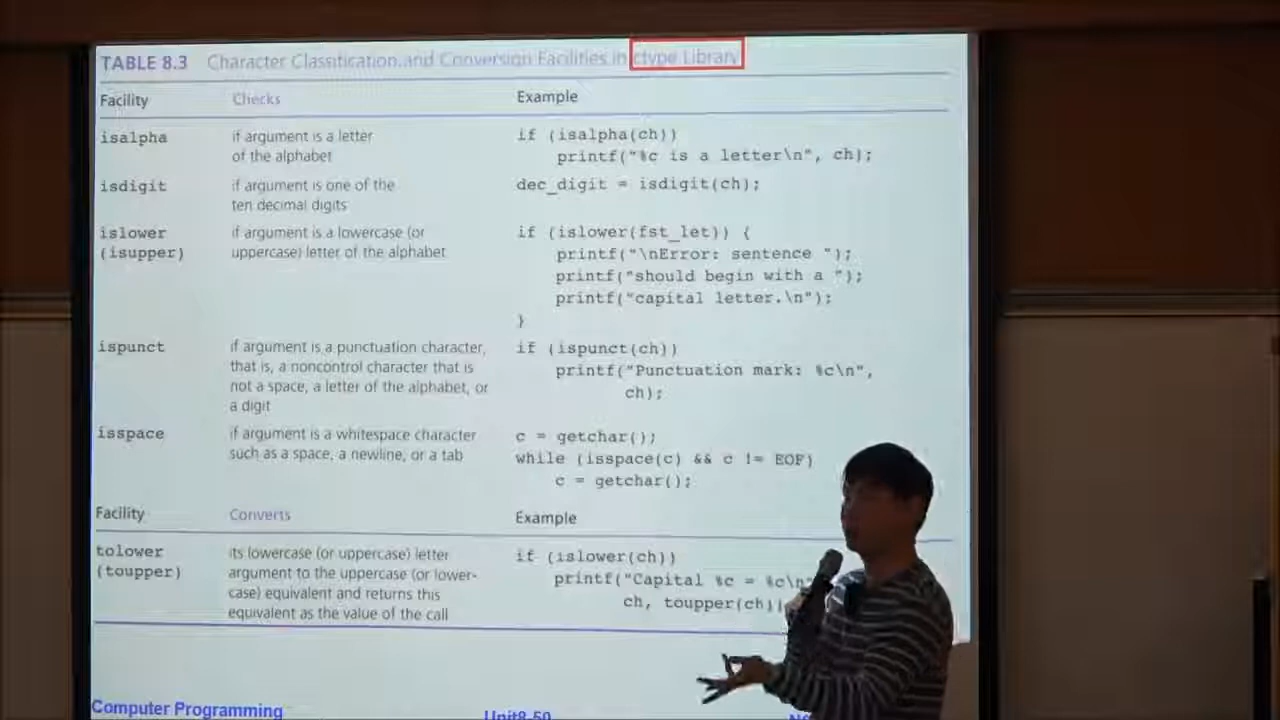 TABLE 8.3 Character Classification and Conversion Facilities in ctype Library
Facility Checks Example
isalpha if argument is a letter if (isalpha(ch))
of the alphabet printf("%c is a letter\n", ch);
isdigit if argument is one of the dec_digit = isdigit(ch);
ten decimal digits
islower if argument is a lowercase (or if (islower(fst_let)) {
(isupper) uppercase) letter of the alphabet printf("\nError: sentence ");
printf("should begin with a ");
printf("capital letter.\n");
}
ispunct if argument is a punctuation character, if (ispunct(ch))
that is, a noncontrol character that is printf("Punctuation mark: %c\n",
not a space, a letter of the alphabet, or ch);
a digit
isspace if argument is a whitespace character c = getchar();
such as a space, a newline, or a tab while (isspace(c) && c != EOF)
c = getchar();
Facility Converts Example
tolower its lowercase (or uppercase) letter if (islower(ch))
(toupper) argument to the uppercase (or lower- printf("Capital %c = %c\n"
case) equivalent and returns this ch, toupper(ch)
equivalent as the value of the call
Computer Programming Unit8-50